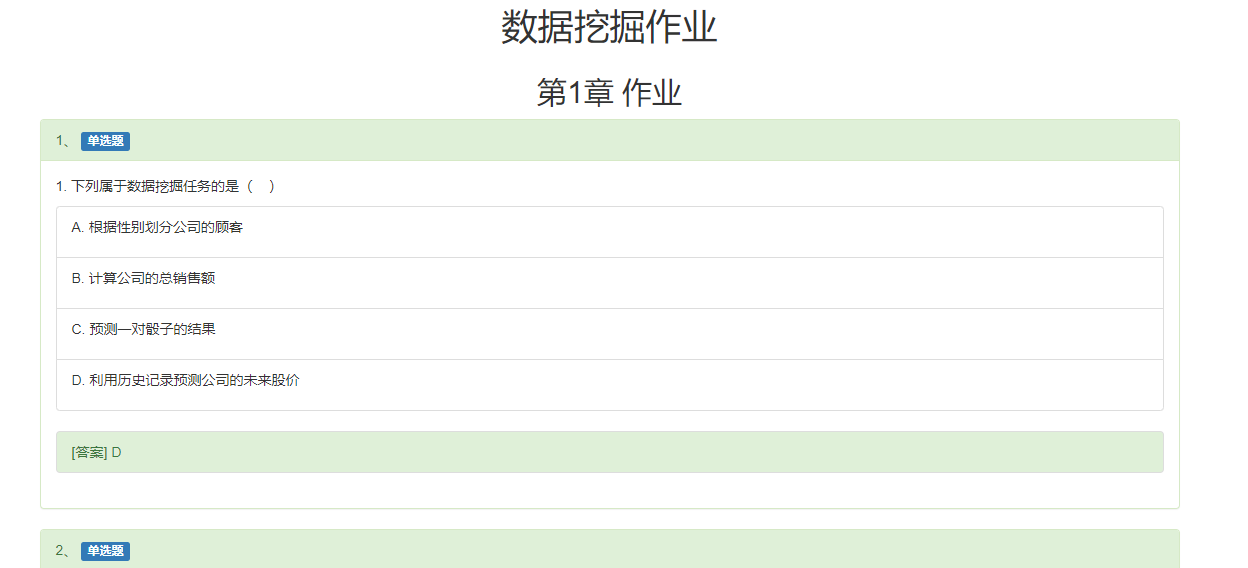 数据挖掘作业
第1章 作业
1、 单选题
1. 下列属于数据挖掘任务的是（ ）
A. 根据性别划分公司的顾客
B. 计算公司的总销售额
C. 预测一对骰子的结果
D. 利用历史记录预测公司的未来股价
[答案] D
2、 单选题